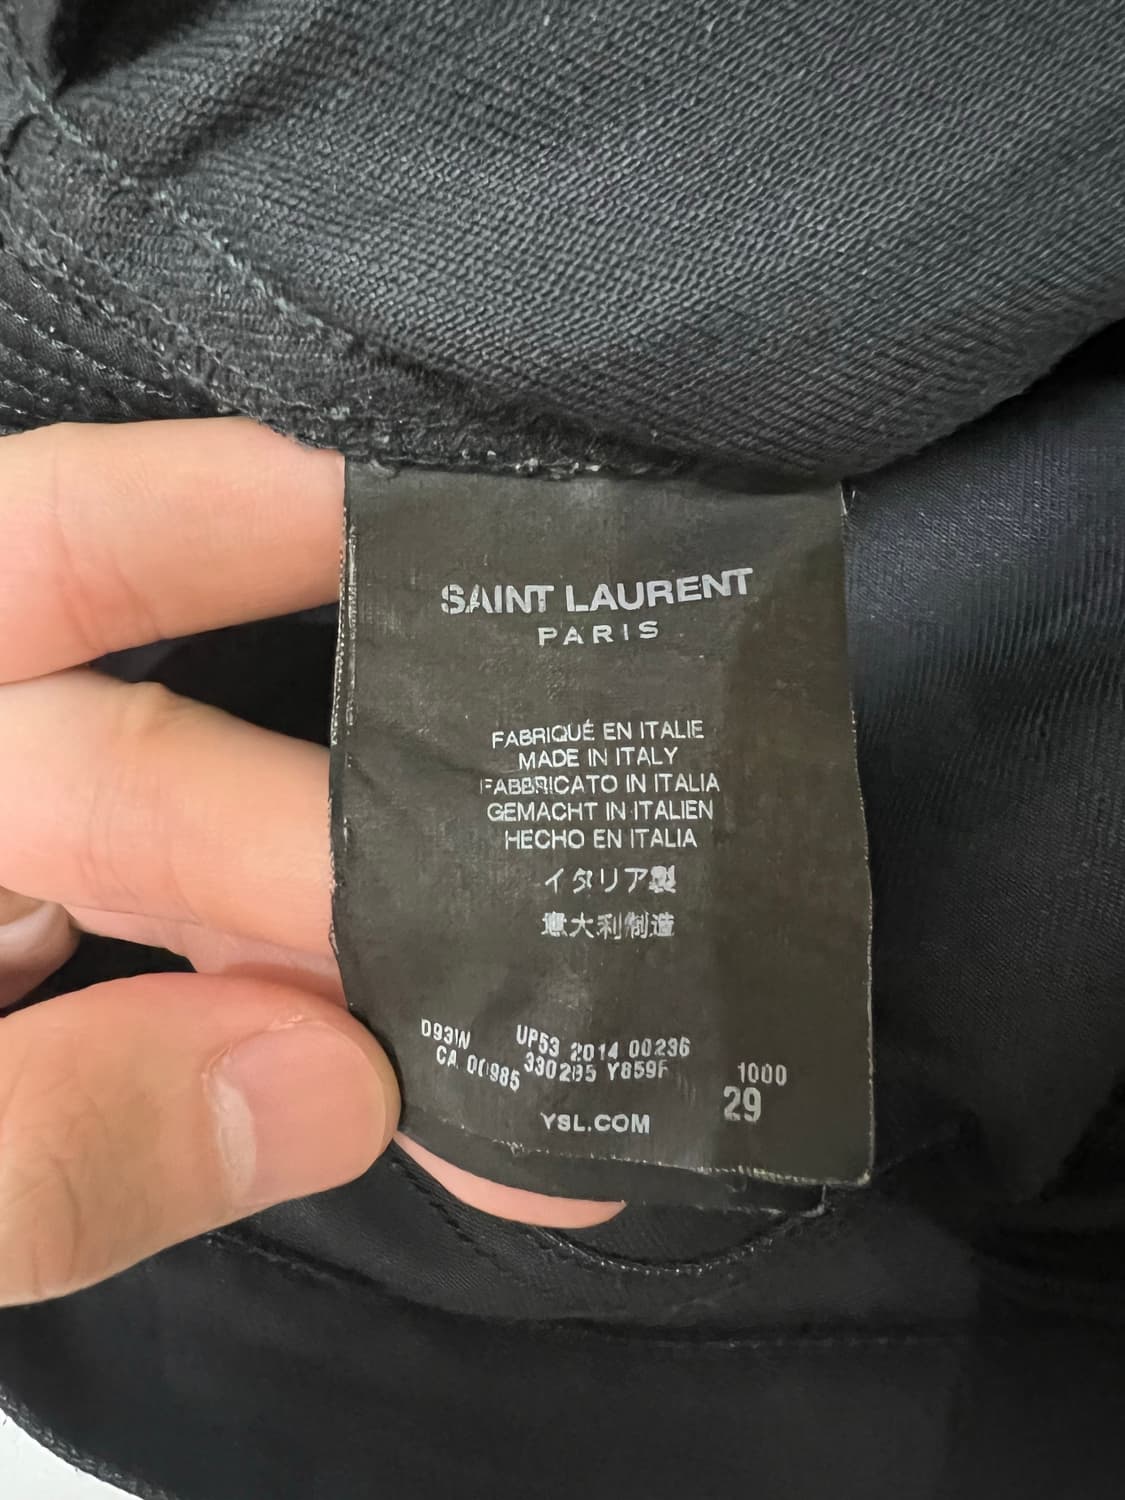 SAINT LAURENT
PARIS
FABRIQUÉ EN ITALIE
MADE IN ITALY
FABBRICATO IN ITALIA
GEMACHT IN ITALIEN
HECHO EN ITALIA
イタリア製
意大利制造
D93W UP53 2014 00236
CA 00985 Y859F 1000
29
YSL.COM